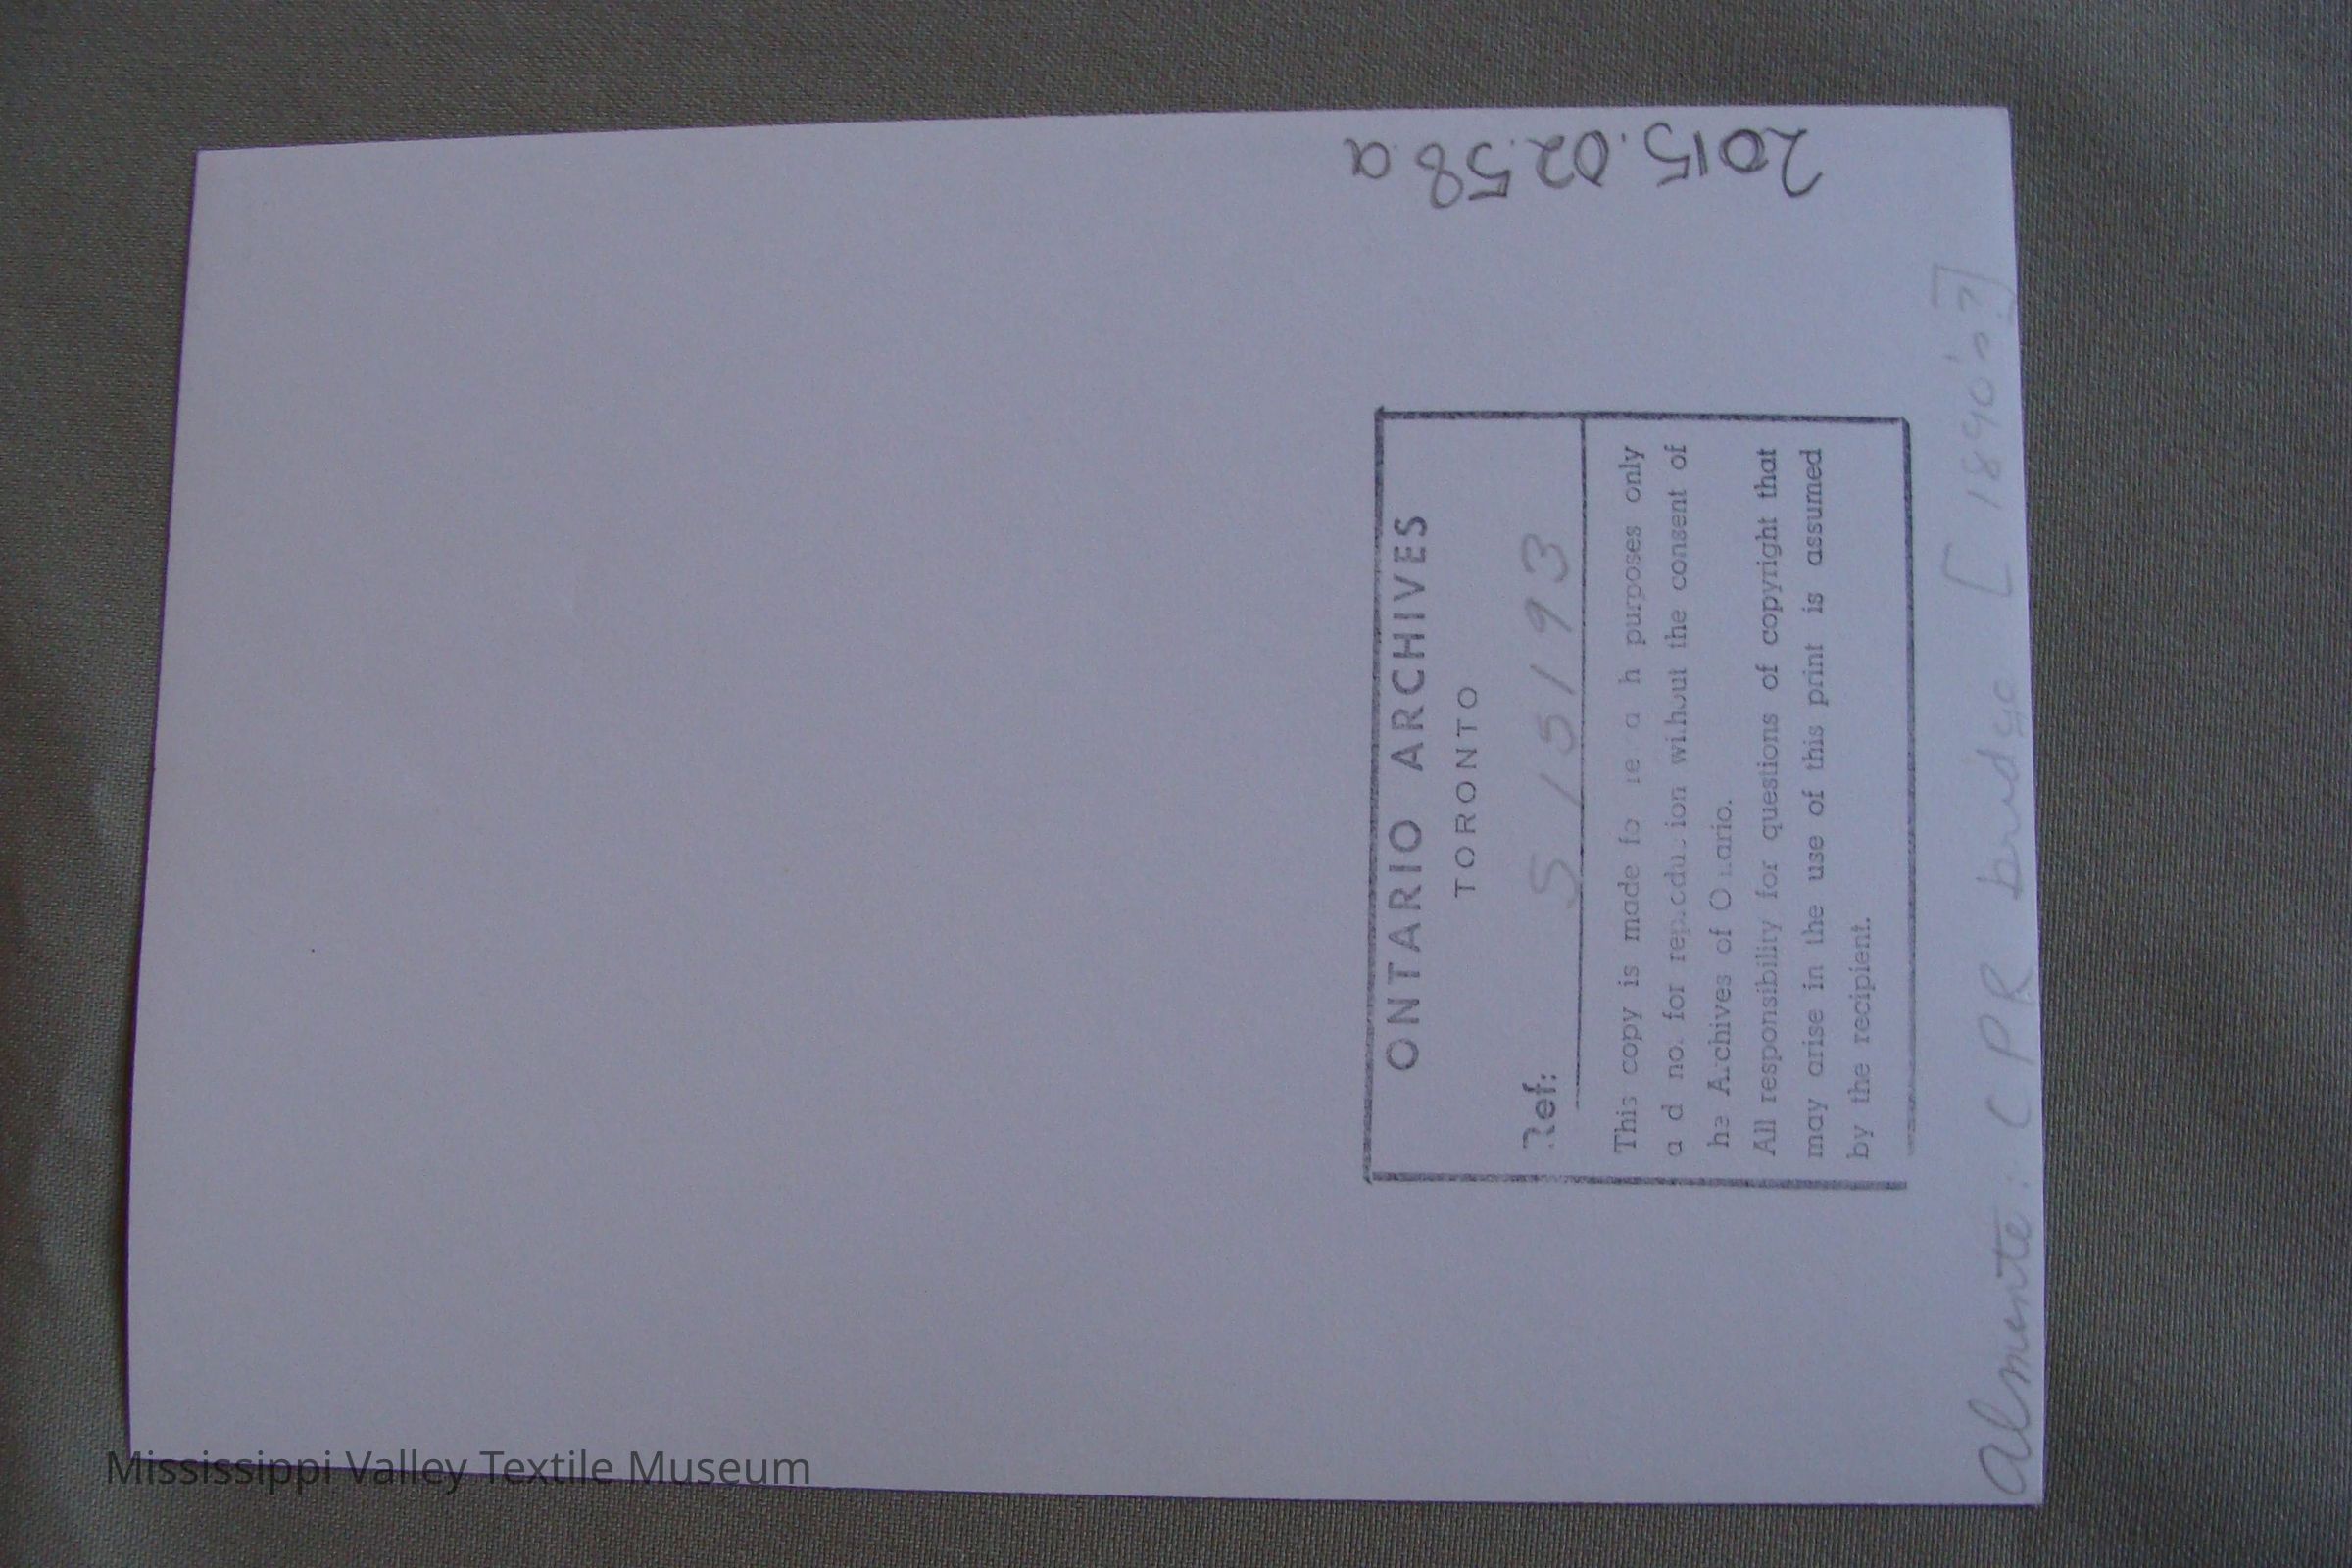 2015.02.58.a
ONTARIO ARCHIVES
TORONTO
Ref: S 15193
This copy is made fo re a h purposes only
a d no. for reproduction without the consent of
he Archives of Ontario.
All responsibility for questions of copyright that
may arise in the use of this print is assumed
by the recipient.
Almonte: CPR bridge [1890's?]
Mississippi Valley Textile Museum